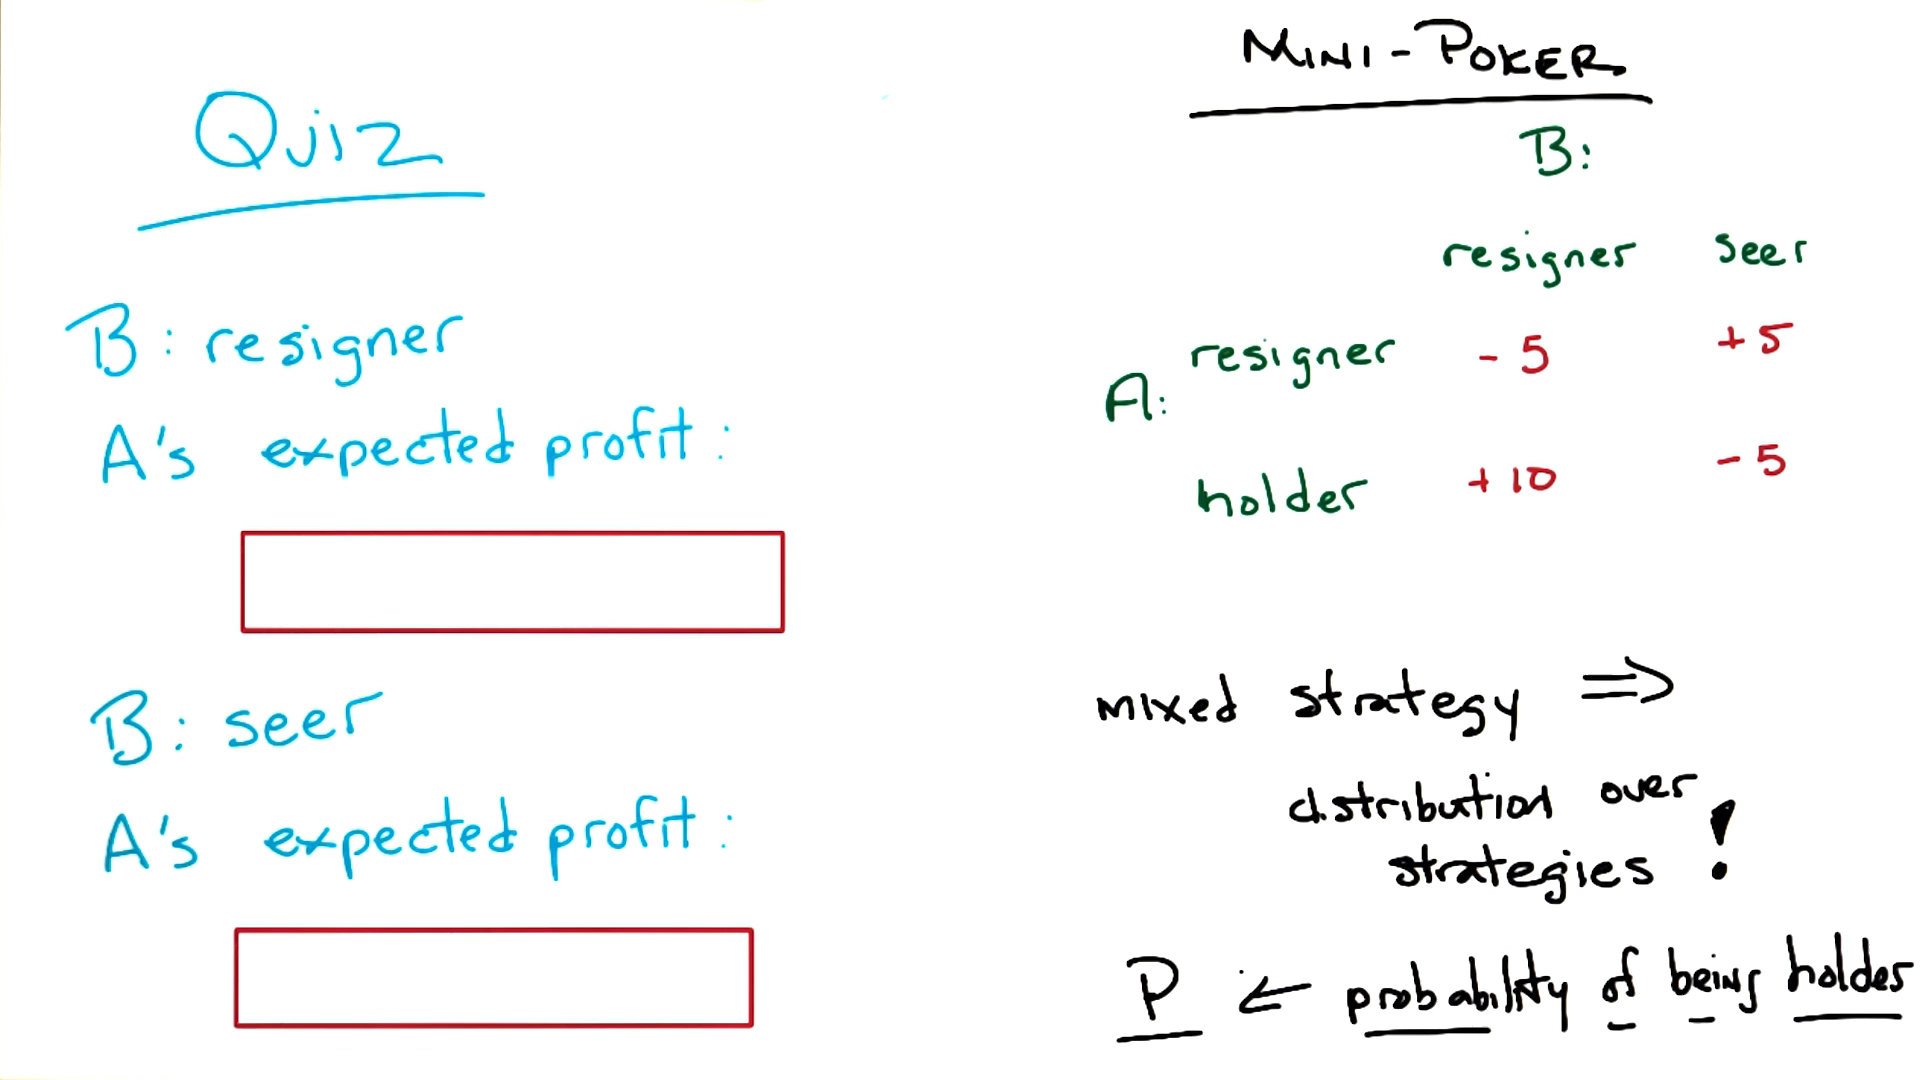 Quiz
B: resigner
A's expected profit:
B: seer
A's expected profit:
MINI-POKER
B:
resigner seer
A:
resigner -5 +5
holder +10 -5
mixed strategy ⇒
distribution over
strategies !
P ← probability of being holder